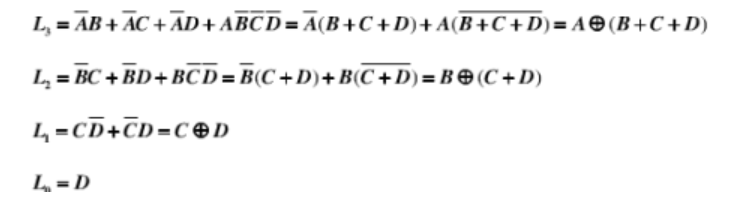 L₃ = A̅B + A̅C + A̅D + AB̅C̅D̅ = A̅(B + C + D) + A(B̅ ̅+̅ ̅C̅ ̅+̅ ̅D̅) = A ⊕ (B + C + D)
L₂ = B̅C + B̅D + BC̅D̅ = B̅(C + D) + B(C̅ ̅+̅ ̅D̅) = B ⊕ (C + D)
L₁ = CD̅ + C̅D = C ⊕ D
L₀ = D